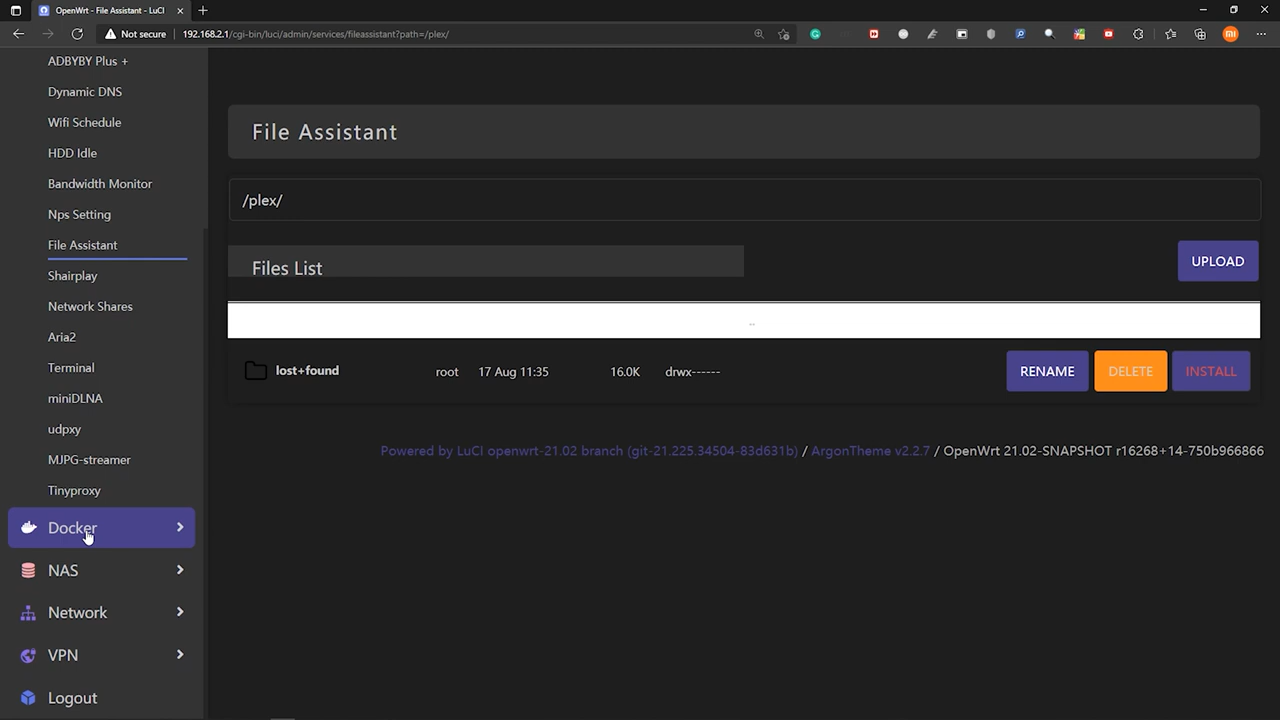 OpenWrt - File Assistant - LuCI
Not secure
192.168.2.1/cgi-bin/luci/admin/services/fileassistant?path=/plex/
ADBYBY Plus +
Dynamic DNS
Wifi Schedule
HDD Idle
Bandwidth Monitor
Nps Setting
File Assistant
Shairplay
Network Shares
Aria2
Terminal
miniDLNA
udpxy
MJPG-streamer
Tinyproxy
Docker
NAS
Network
VPN
Logout
File Assistant
/plex/
Files List
UPLOAD
..
lost+found root 17 Aug 11:35 16.0K drwx------ RENAME DELETE INSTALL
Powered by LuCI openwrt-21.02 branch (git-21.225.34504-83d631b) / ArgonTheme v2.2.7 / OpenWrt 21.02-SNAPSHOT r16268+14-750b966866